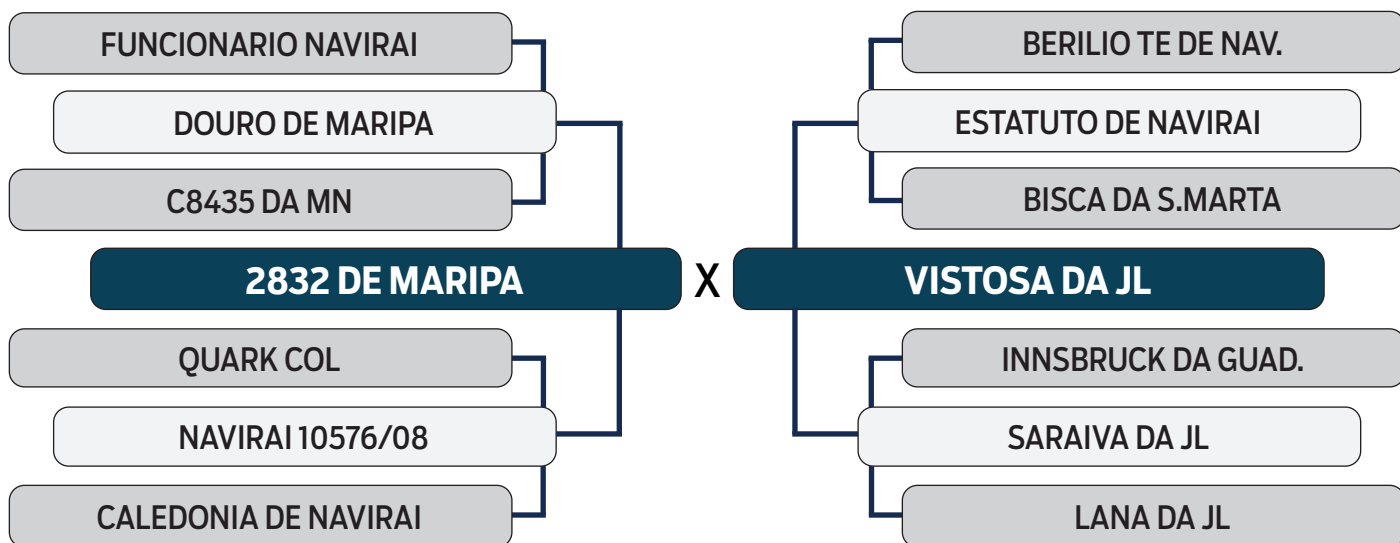 FUNCIONARIO NAVIRAI
DOURO DE MARIPA
C8435 DA MN
2832 DE MARIPA
QUARK COL
NAVIRAI 10576/08
CALEDONIA DE NAVIRAI
X
BERILIO TE DE NAV.
ESTATUTO DE NAVIRAI
BISCA DA S.MARTA
VISTOSA DA JL
INNSBRUCK DA GUAD.
SARAIVA DA JL
LANA DA JL